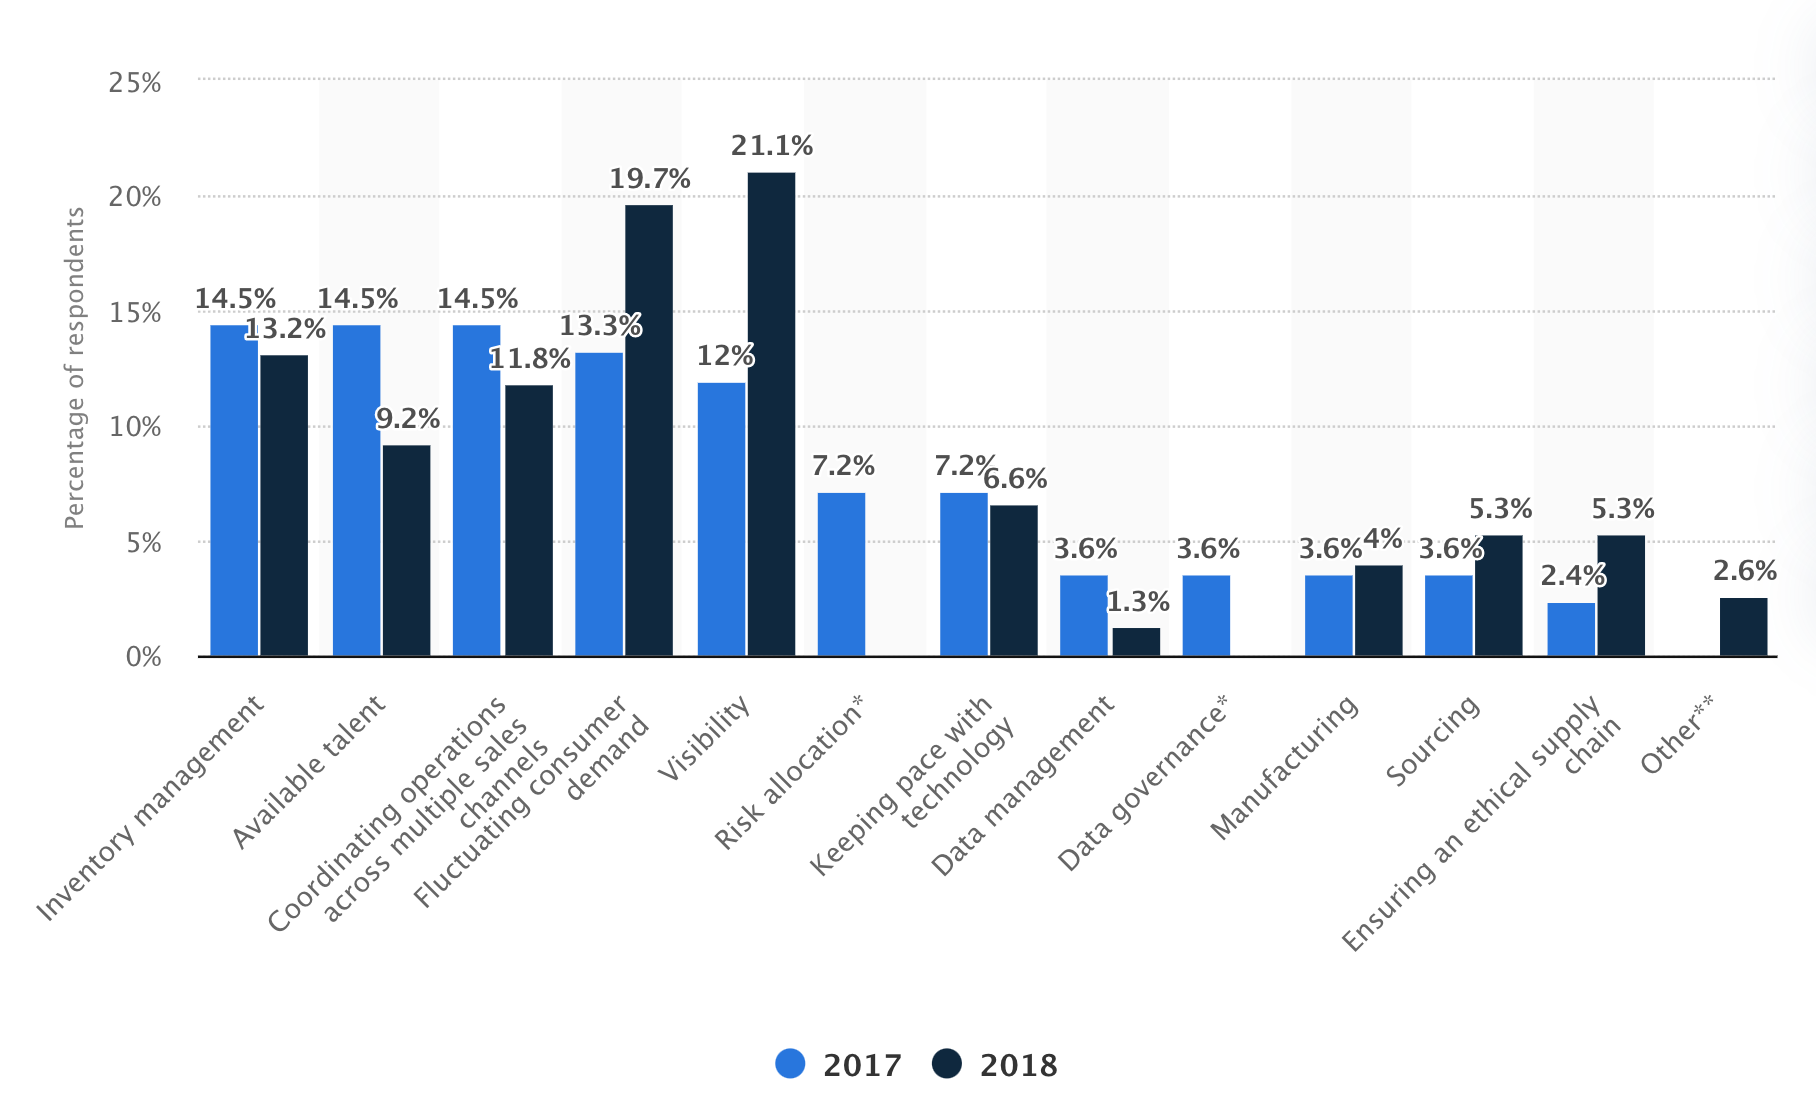 25%
20%
15%
10%
5%
0%
Percentage of respondents
14.5%
13.2%
14.5%
9.2%
14.5%
11.8%
13.3%
19.7%
12%
21.1%
7.2%
7.2%
6.6%
3.6%
1.3%
3.6%
3.6%
4%
3.6%
5.3%
2.4%
5.3%
2.6%
Inventory management
Available talent
Coordinating operations
across multiple sales
channels
Fluctuating consumer
demand
Visibility
Risk allocation*
Keeping pace with
technology
Data management
Data governance*
Manufacturing
Sourcing
Ensuring an ethical supply
chain
Other**
2017
2018